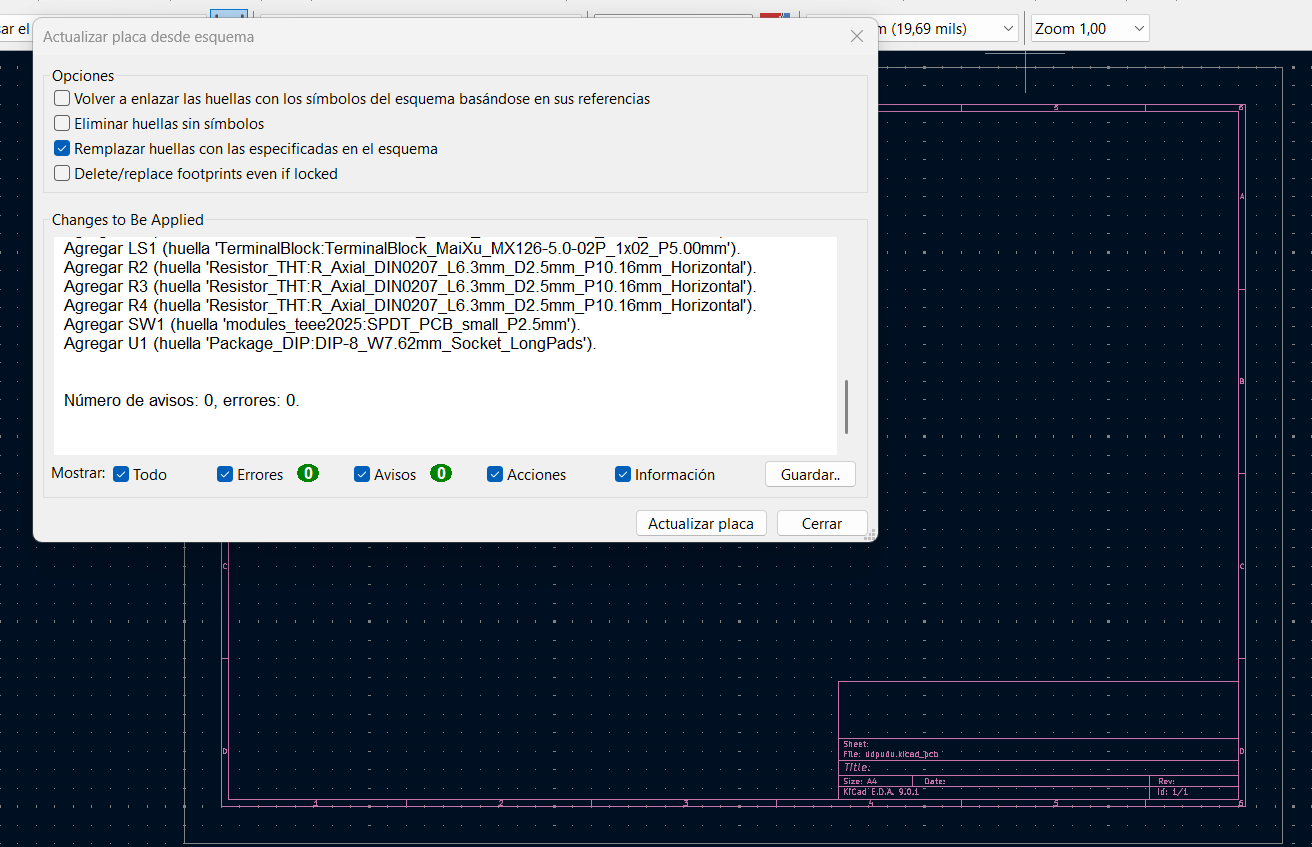 sar el
Actualizar placa desde esquema
m (19,69 mils)
Zoom 1,00
Opciones
Volver a enlazar las huellas con los símbolos del esquema basándose en sus referencias
Eliminar huellas sin símbolos
Remplazar huellas con las especificadas en el esquema
Delete/replace footprints even if locked
Changes to Be Applied
Agregar LS1 (huella 'TerminalBlock:TerminalBlock_MaiXu_MX126-5.0-02P_1x02_P5.00mm').
Agregar R2 (huella 'Resistor_THT:R_Axial_DIN0207_L6.3mm_D2.5mm_P10.16mm_Horizontal').
Agregar R3 (huella 'Resistor_THT:R_Axial_DIN0207_L6.3mm_D2.5mm_P10.16mm_Horizontal').
Agregar R4 (huella 'Resistor_THT:R_Axial_DIN0207_L6.3mm_D2.5mm_P10.16mm_Horizontal').
Agregar SW1 (huella 'modules_teee2025:SPDT_PCB_small_P2.5mm').
Agregar U1 (huella 'Package_DIP:DIP-8_W7.62mm_Socket_LongPads').
Número de avisos: 0, errores: 0.
Mostrar: Todo Errores 0 Avisos 0 Acciones Información Guardar..
Actualizar placa Cerrar
5 6
A
B
C C
D D
Sheet:
File: udpudu.kicad_pcb
Title:
Size: A4 Date: Rev:
KiCad E.D.A. 9.0.1 Id: 1/1
1 2 3 4 5 6